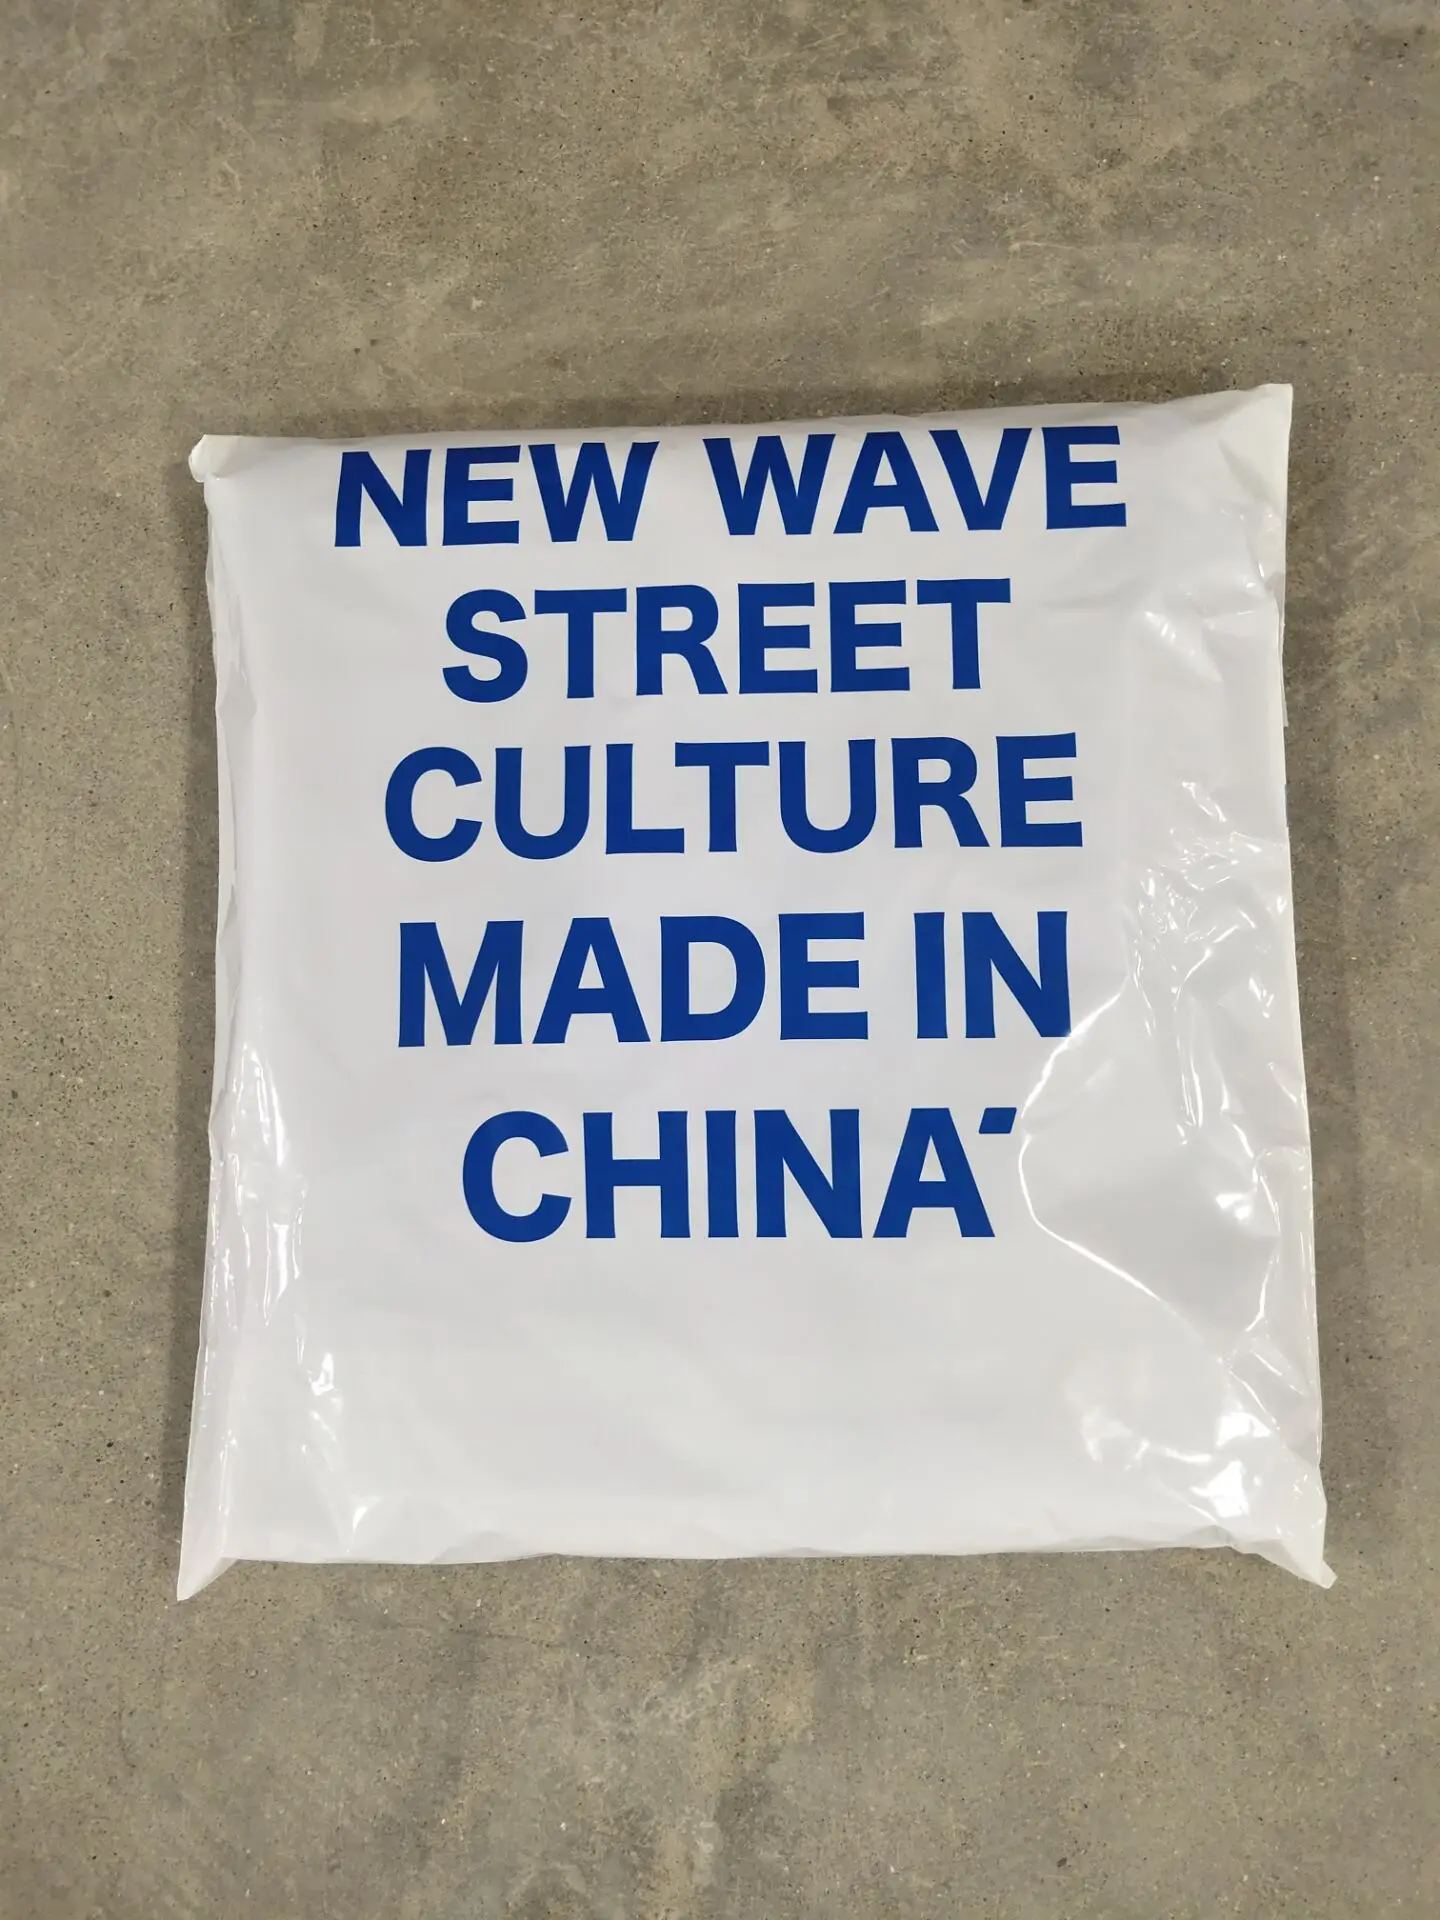 NEW WAVE
STREET
CULTURE
MADE IN
CHINA'